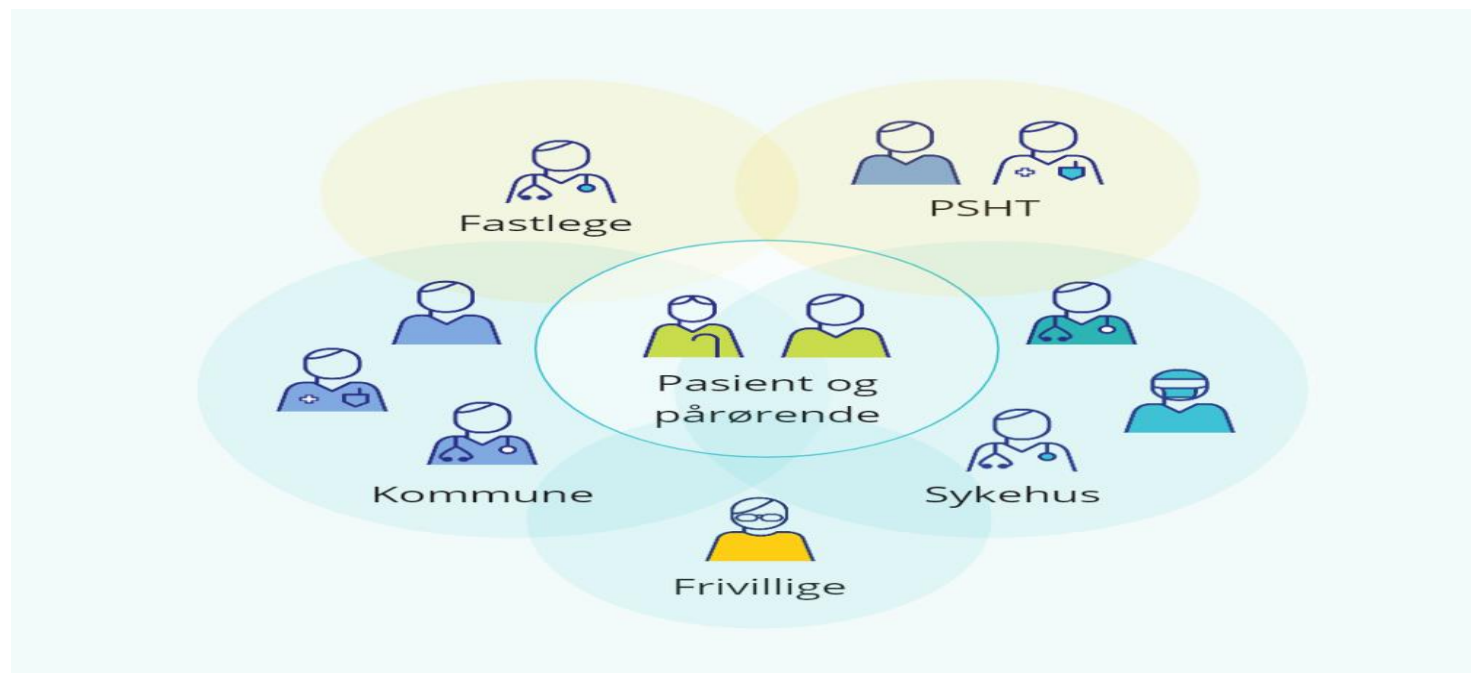 Fastlege
PSHT
Pasient og
pårørende
Kommune
Sykehus
Frivillige